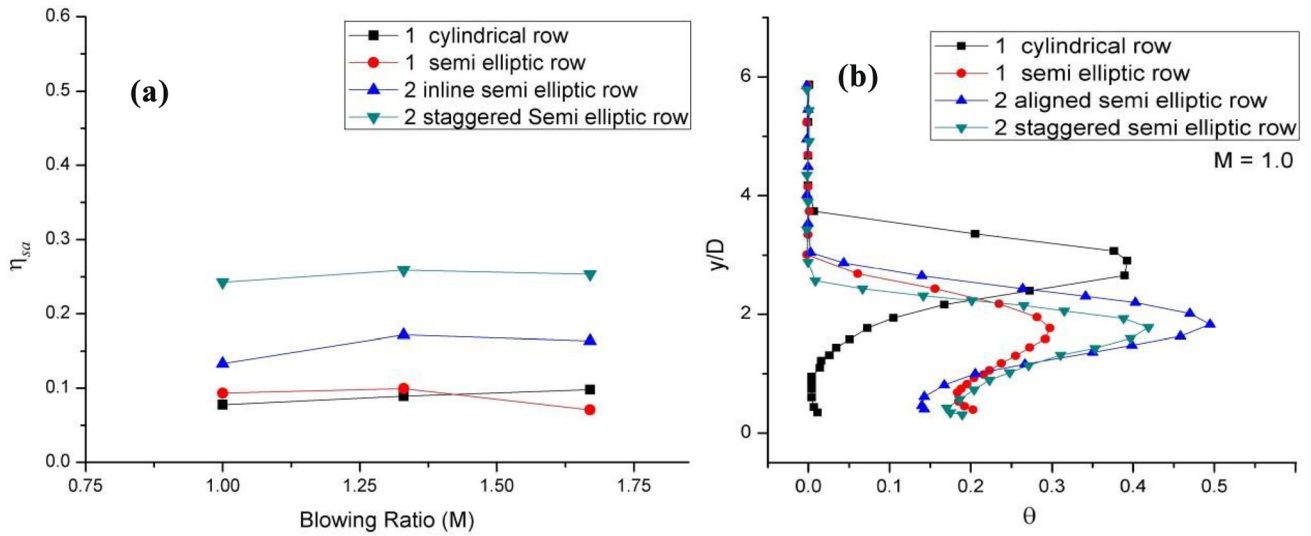 (a)
1 cylindrical row
1 semi elliptic row
2 inline semi elliptic row
2 staggered Semi elliptic row
0.6
0.5
0.4
0.3
0.2
0.1
0.0
ηsa
0.75
1.00
1.25
1.50
1.75
Blowing Ratio (M)
(b)
1 cylindrical row
1 semi elliptic row
2 aligned semi elliptic row
2 staggered semi elliptic row
M = 1.0
6
4
2
0
y/D
0.0
0.1
0.2
0.3
0.4
0.5
θ